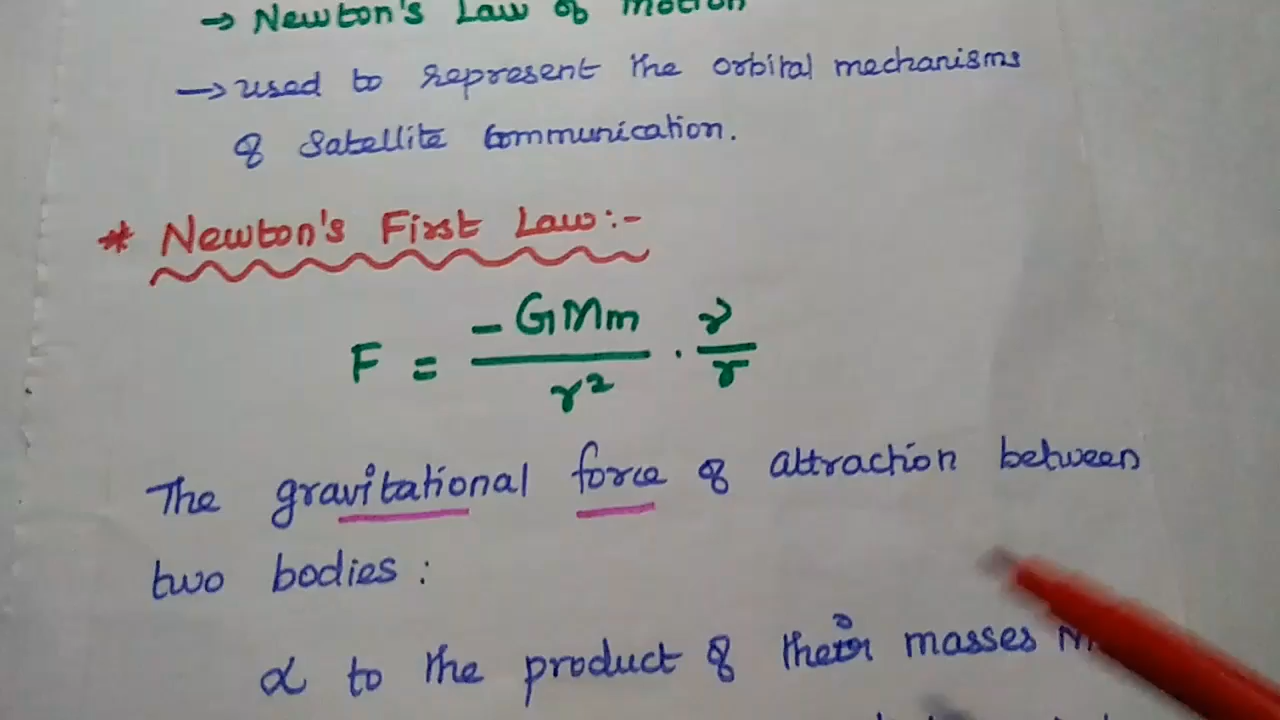 → Newton's Law of motion
→ used to represent the orbital mechanisms
of Satellite Communication.
* Newton's First Law:-
F = -GMm/r² · r/r
The gravitational force of attraction between
two bodies :
α to the product of their masses